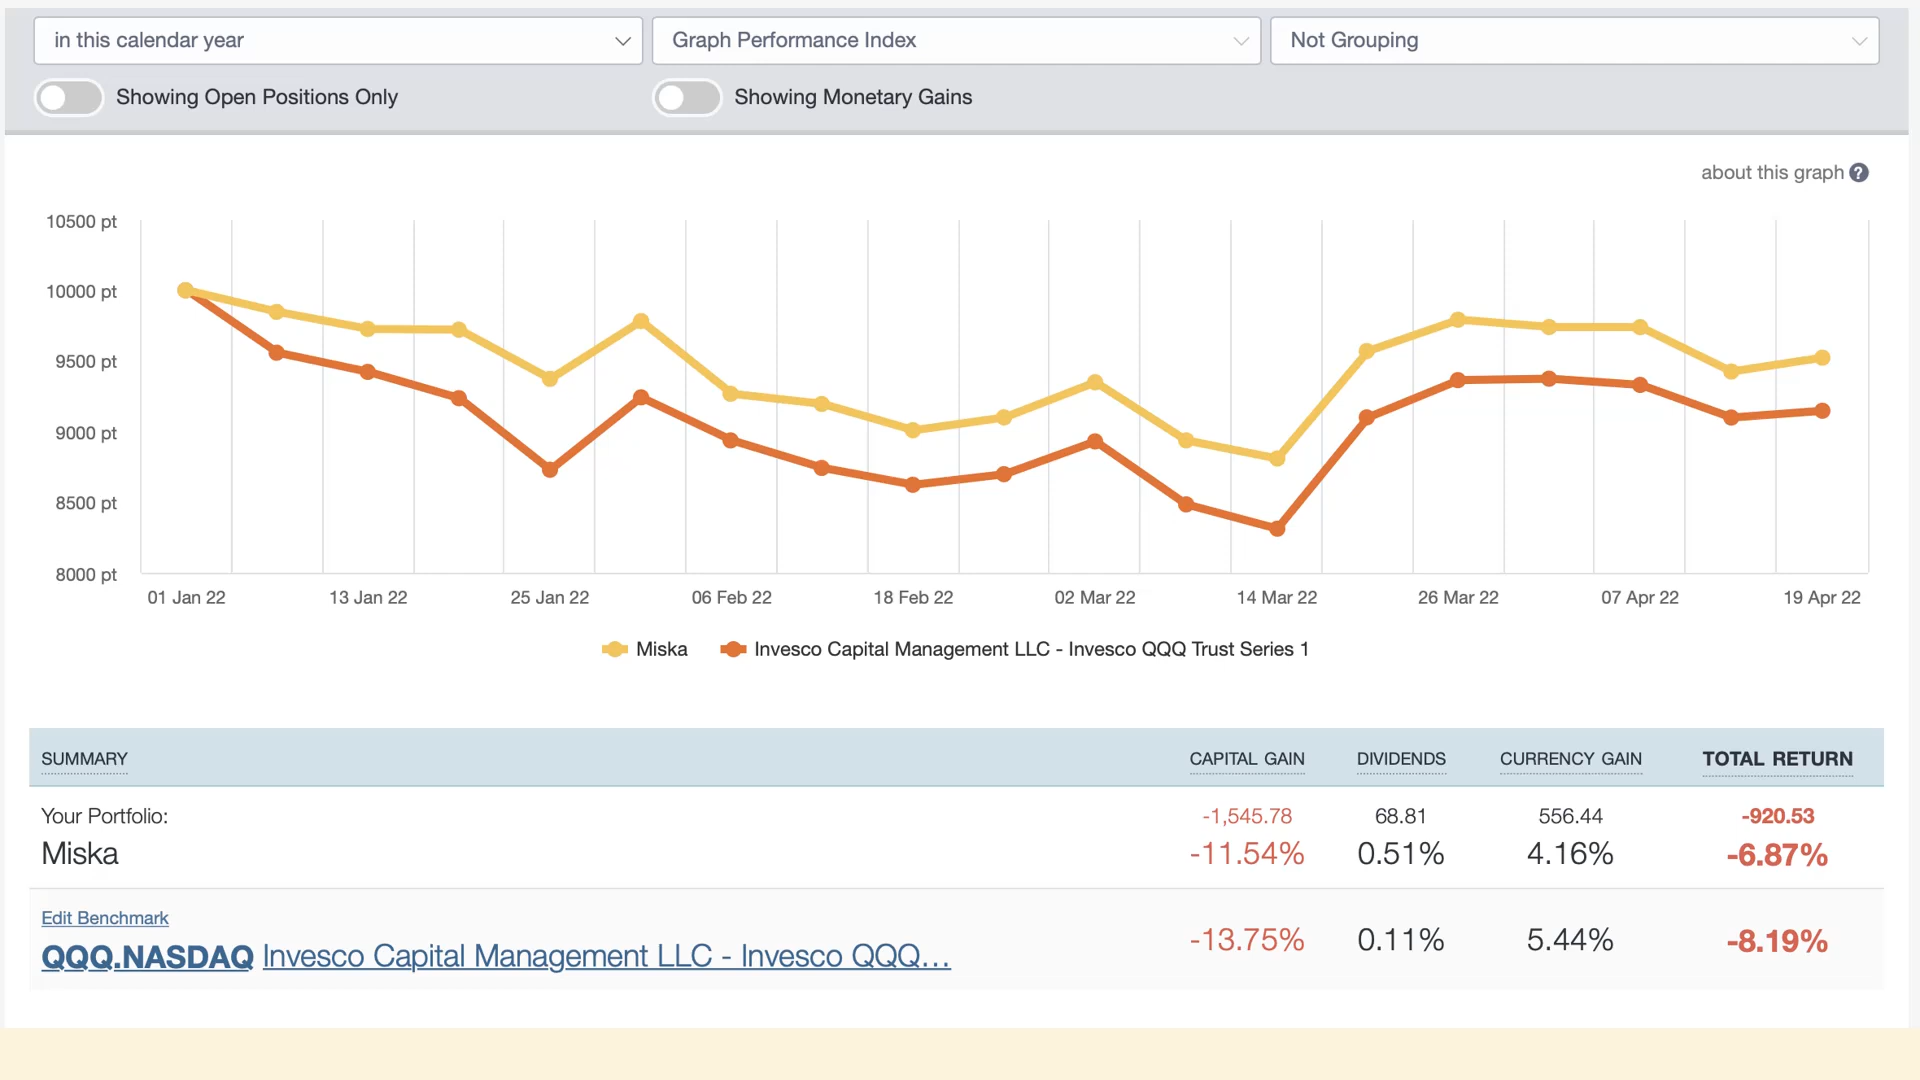 in this calendar year
Graph Performance Index
Not Grouping
Showing Open Positions Only
Showing Monetary Gains
about this graph ?
10500 pt
10000 pt
9500 pt
9000 pt
8500 pt
8000 pt
01 Jan 22
13 Jan 22
25 Jan 22
06 Feb 22
18 Feb 22
02 Mar 22
14 Mar 22
26 Mar 22
07 Apr 22
19 Apr 22
Miska
Invesco Capital Management LLC - Invesco QQQ Trust Series 1
SUMMARY CAPITAL GAIN DIVIDENDS CURRENCY GAIN TOTAL RETURN
Your Portfolio: -1,545.78 68.81 556.44 -920.53
Miska -11.54% 0.51% 4.16% -6.87%
Edit Benchmark
QQQ.NASDAQ Invesco Capital Management LLC - Invesco QQQ... -13.75% 0.11% 5.44% -8.19%